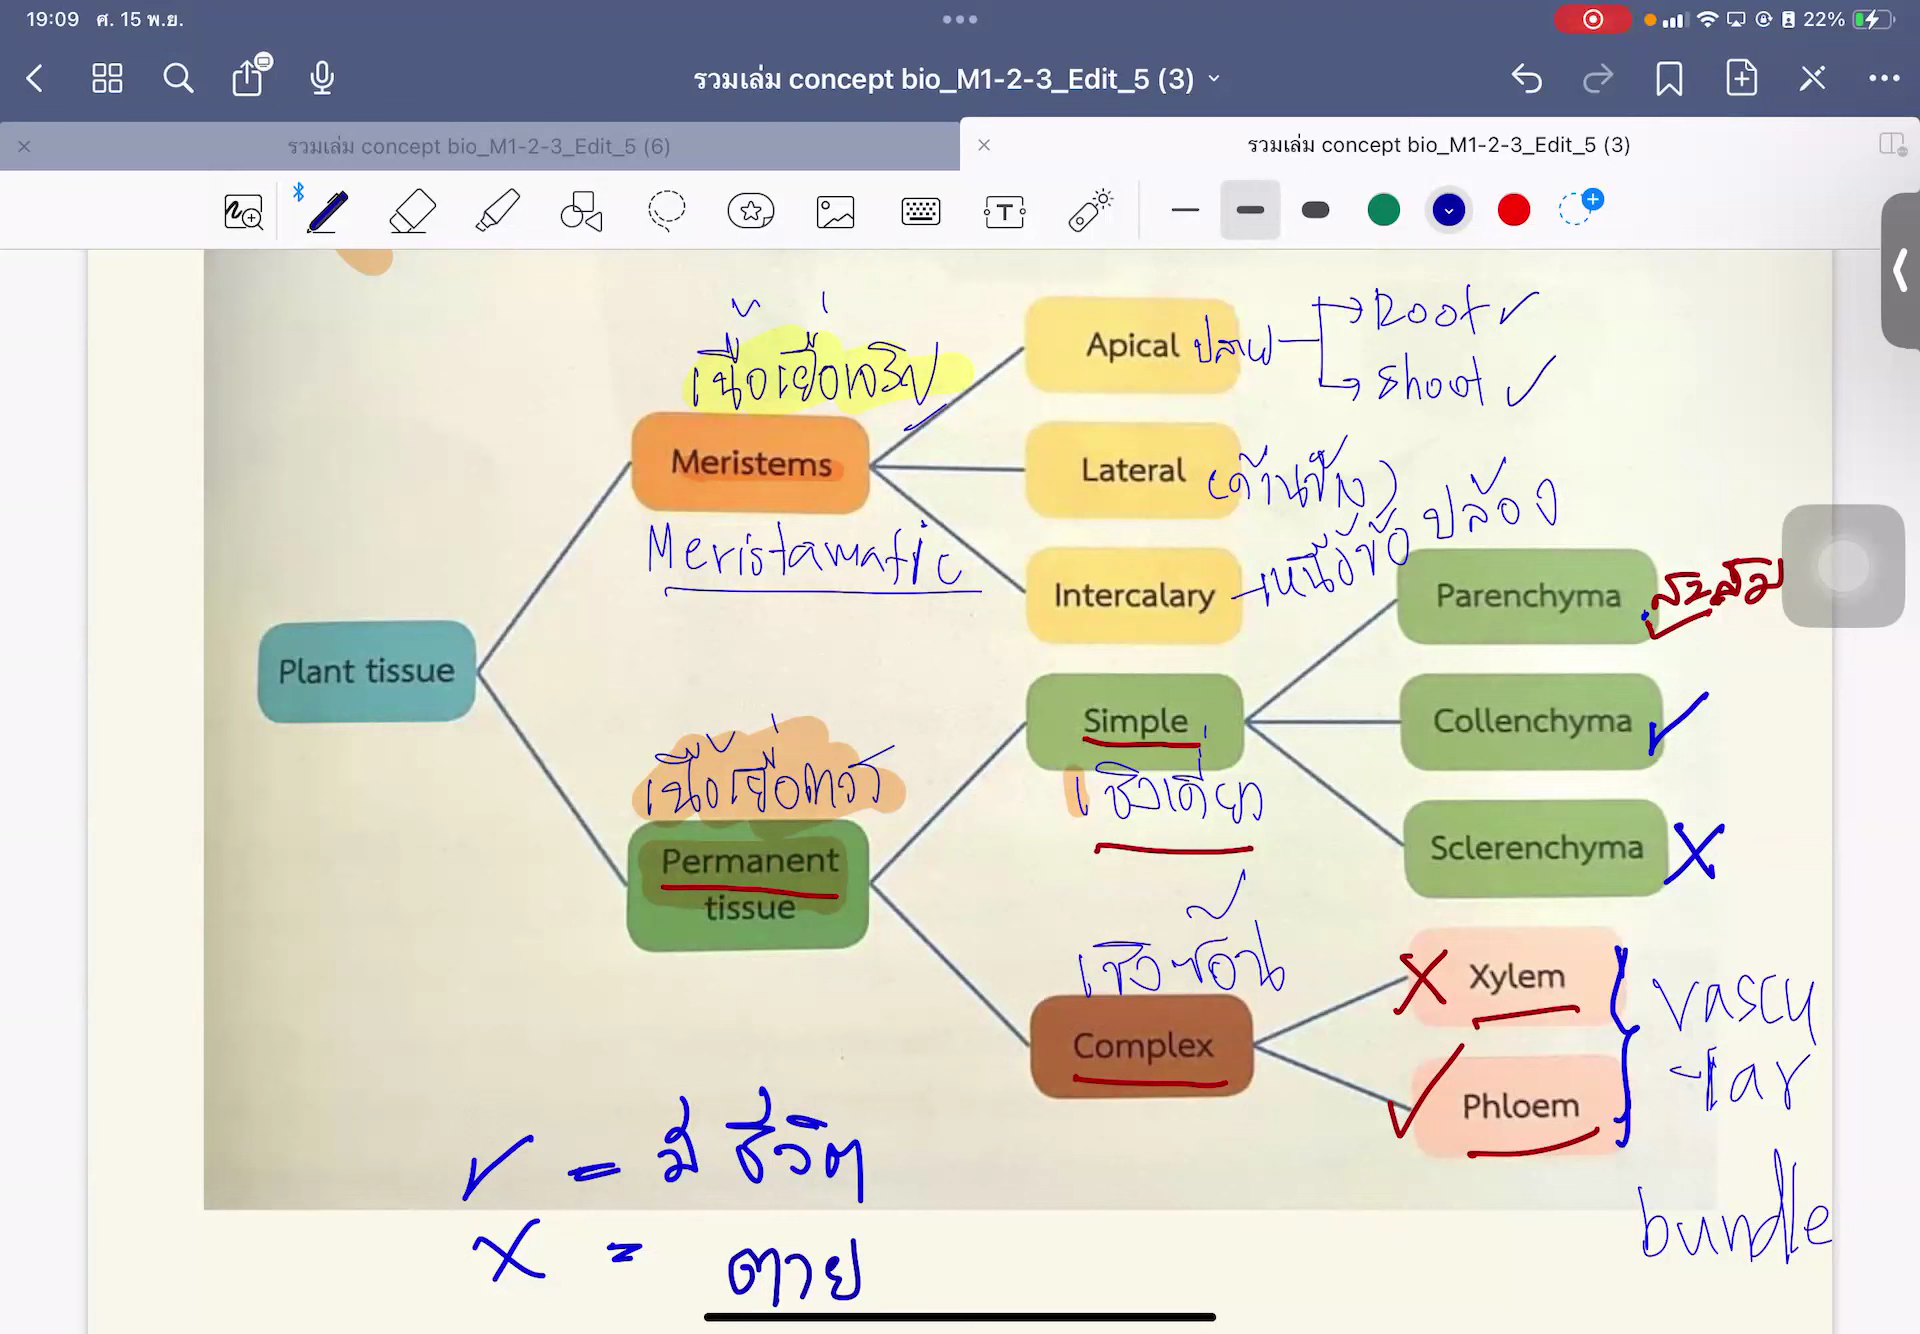 19:09 ศ. 15 พ.ย.
22%
รวมเล่ม concept bio_M1-2-3_Edit_5 (3)
รวมเล่ม concept bio_M1-2-3_Edit_5 (6)
รวมเล่ม concept bio_M1-2-3_Edit_5 (3)
เนื้อเยื่อเจริญ
Apical ปลาย
Root
Shoot
Meristems
Lateral (ด้านข้าง)
Meristamatic
Intercalary เหนือข้อ ปล้อง
Parenchyma สะสม
Plant tissue
Simple
Collenchyma
เนื้อเยื่อถาวร
เชิงเดี่ยว
Permanent
tissue
Sclerenchyma
เชิงซ้อน
Xylem
Complex
Phloem
vascu
-lar
bundle
✓ = มีชีวิต
X = ตาย